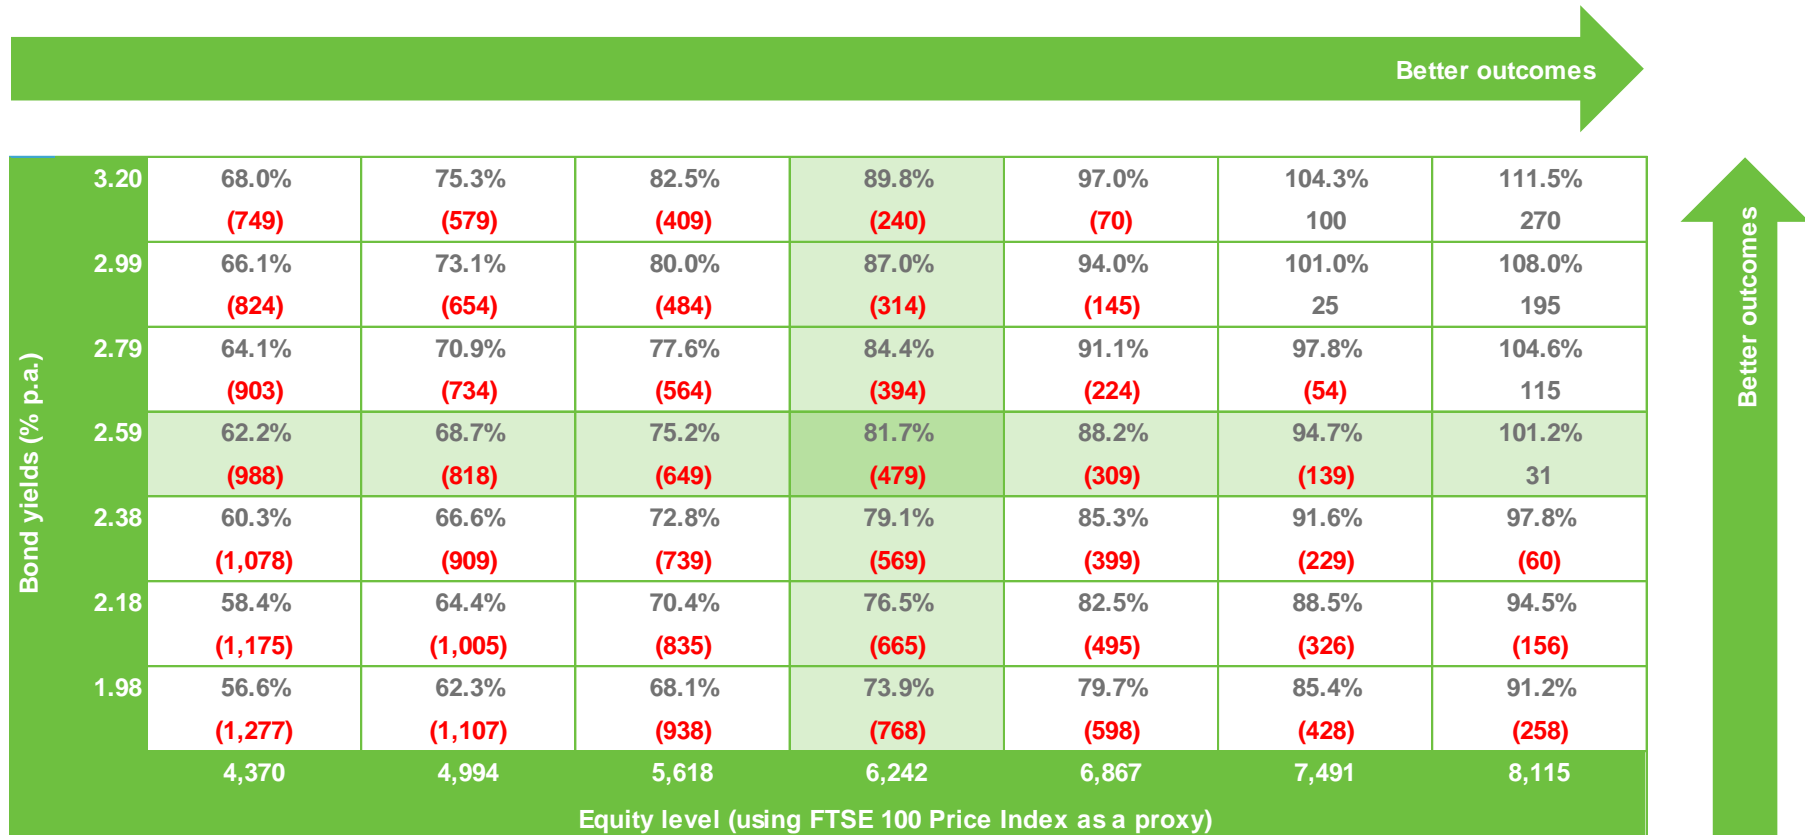 Better outcomes
3.20 68.0% 75.3% 82.5% 89.8% 97.0% 104.3% 111.5%
(749) (579) (409) (240) (70) 100 270
2.99 66.1% 73.1% 80.0% 87.0% 94.0% 101.0% 108.0%
(824) (654) (484) (314) (145) 25 195
2.79 64.1% 70.9% 77.6% 84.4% 91.1% 97.8% 104.6%
(903) (734) (564) (394) (224) (54) 115
2.59 62.2% 68.7% 75.2% 81.7% 88.2% 94.7% 101.2%
(988) (818) (649) (479) (309) (139) 31
2.38 60.3% 66.6% 72.8% 79.1% 85.3% 91.6% 97.8%
(1,078) (909) (739) (569) (399) (229) (60)
2.18 58.4% 64.4% 70.4% 76.5% 82.5% 88.5% 94.5%
(1,175) (1,005) (835) (665) (495) (326) (156)
1.98 56.6% 62.3% 68.1% 73.9% 79.7% 85.4% 91.2%
(1,277) (1,107) (938) (768) (598) (428) (258)
4,370 4,994 5,618 6,242 6,867 7,491 8,115
Equity level (using FTSE 100 Price Index as a proxy)
Bond yields (% p.a.)
Better outcomes